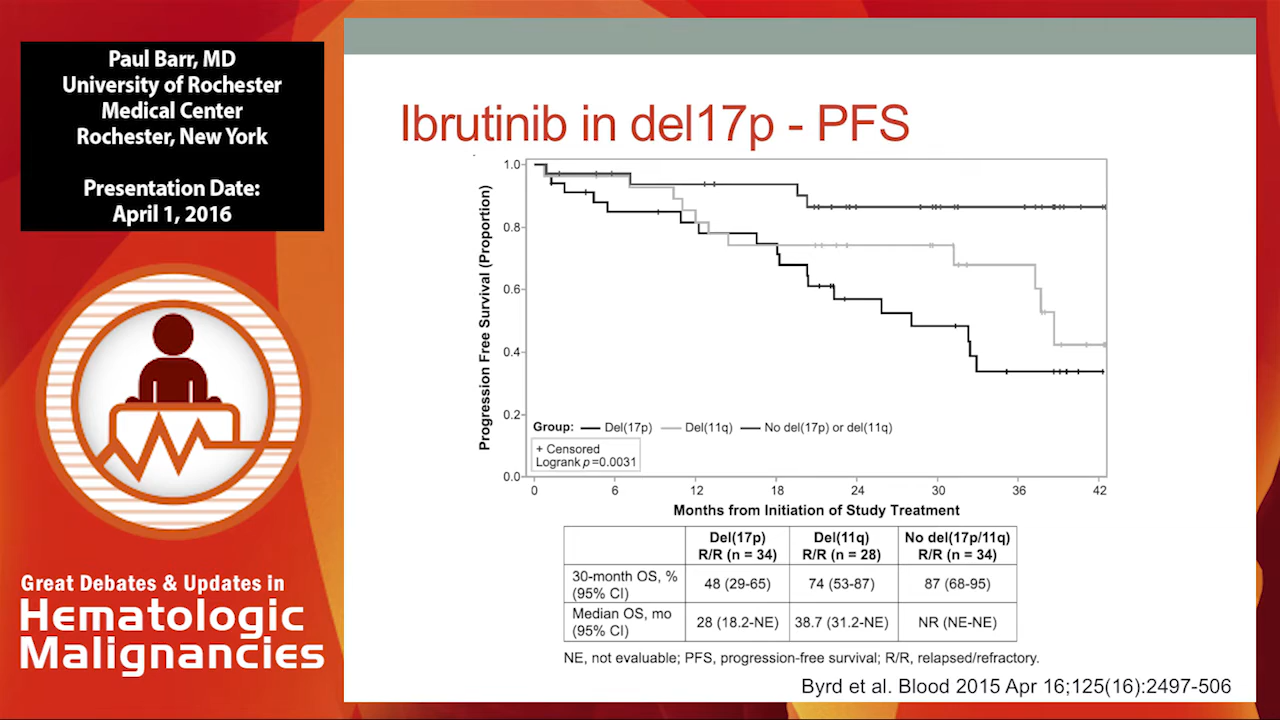 Paul Barr, MD
University of Rochester
Medical Center
Rochester, New York
Presentation Date:
April 1, 2016
Great Debates & Updates in
Hematologic
Malignancies
Ibrutinib in del17p - PFS
Progression Free Survival (Proportion)
1.0
0.8
0.6
0.4
0.2
0.0
Group: Del(17p) Del(11q) No del(17p) or del(11q)
+ Censored
Logrank p=0.0031
0 6 12 18 24 30 36 42
Months from Initiation of Study Treatment
Del(17p) Del(11q) No del(17p/11q)
R/R (n = 34) R/R (n = 28) R/R (n = 34)
30-month OS, %
(95% CI) 48 (29-65) 74 (53-87) 87 (68-95)
Median OS, mo
(95% CI) 28 (18.2-NE) 38.7 (31.2-NE) NR (NE-NE)
NE, not evaluable; PFS, progression-free survival; R/R, relapsed/refractory.
Byrd et al. Blood 2015 Apr 16;125(16):2497-506